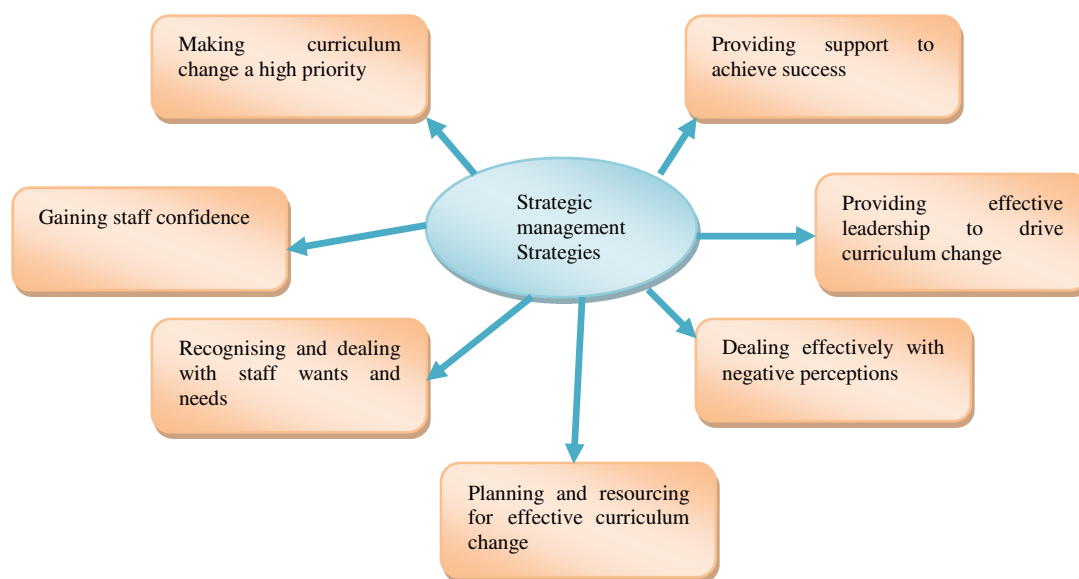 Making curriculum
change a high priority
Providing support to
achieve success
Gaining staff confidence
Strategic
management
Strategies
Providing effective
leadership to drive
curriculum change
Recognising and dealing
with staff wants and
needs
Dealing effectively with
negative perceptions
Planning and resourcing
for effective curriculum
change